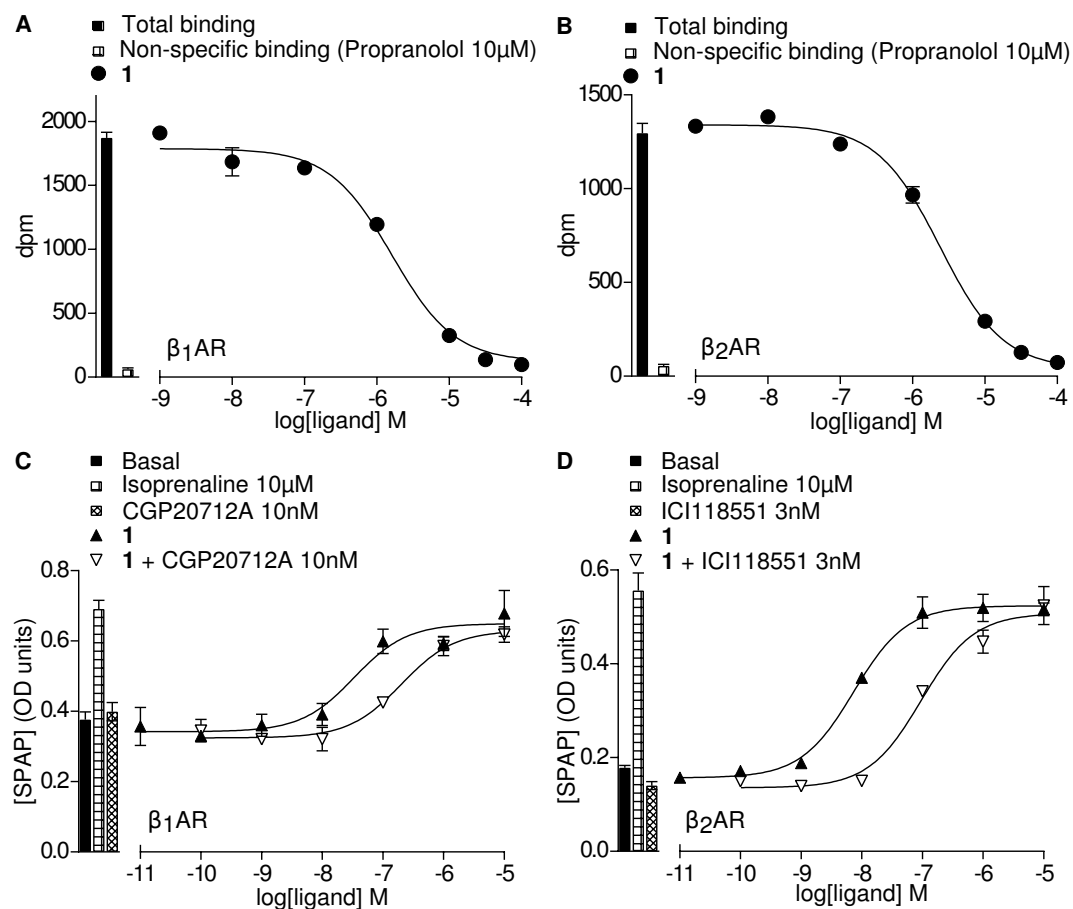 A
Total binding
Non-specific binding (Propranolol 10µM)
1
2000
1500
1000
500
0
dpm
β1AR
-9 -8 -7 -6 -5 -4
log[ligand] M
B
Total binding
Non-specific binding (Propranolol 10µM)
1
1500
1000
500
0
dpm
β2AR
-9 -8 -7 -6 -5 -4
log[ligand] M
C
Basal
Isoprenaline 10µM
CGP20712A 10nM
1
1 + CGP20712A 10nM
0.8
0.6
0.4
0.2
0.0
[SPAP] (OD units)
β1AR
-11 -10 -9 -8 -7 -6 -5
log[ligand] M
D
Basal
Isoprenaline 10µM
ICI118551 3nM
1
1 + ICI118551 3nM
0.6
0.4
0.2
0.0
[SPAP] (OD units)
β2AR
-11 -10 -9 -8 -7 -6 -5
log[ligand] M